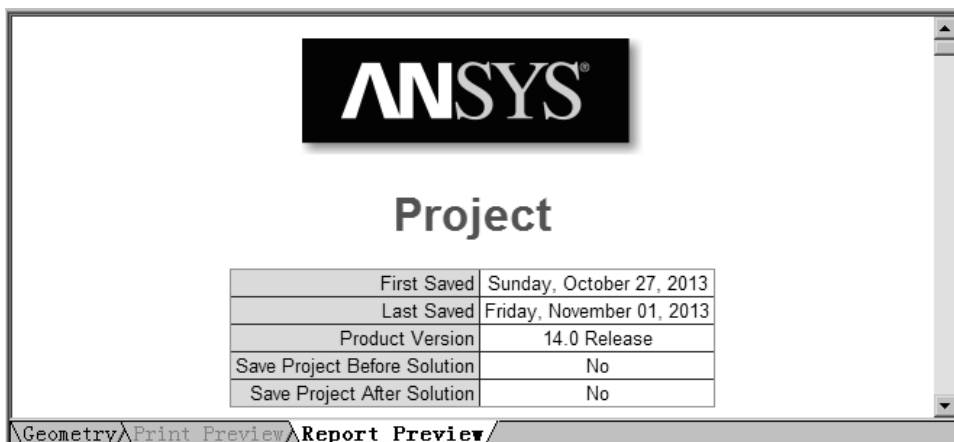 ANSYS®
Project
First Saved Sunday, October 27, 2013
Last Saved Friday, November 01, 2013
Product Version 14.0 Release
Save Project Before Solution No
Save Project After Solution No
Geometry Print Preview Report Preview